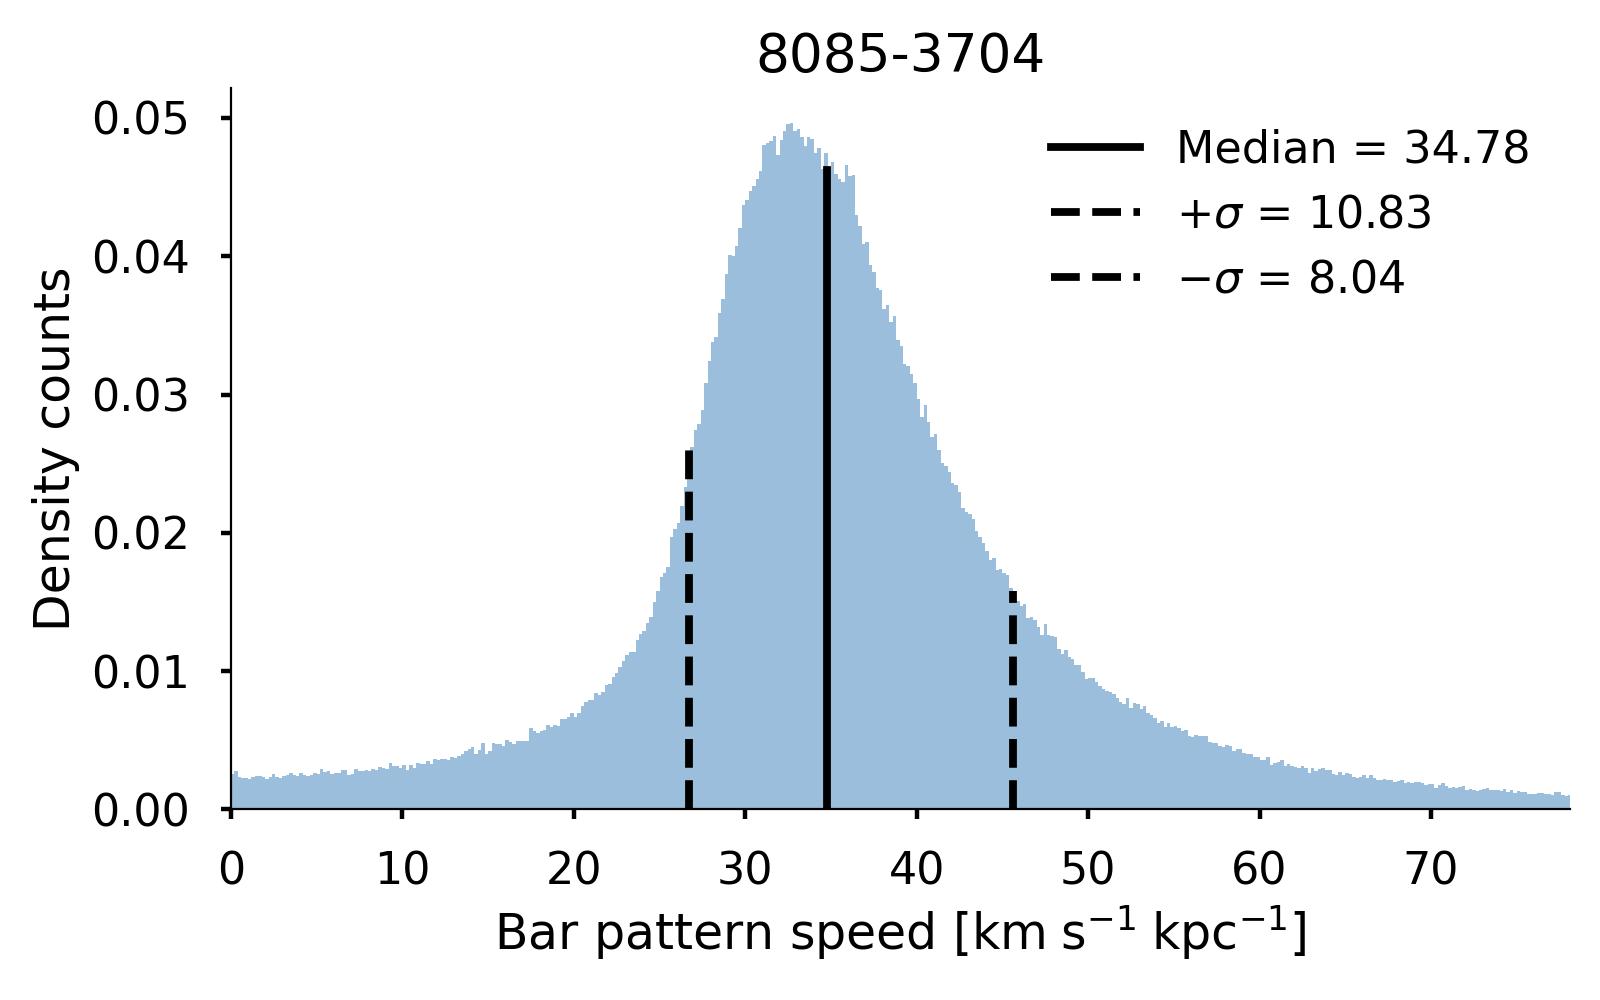 8085-3704
Median = 34.78
+σ = 10.83
−σ = 8.04
Density counts
0.05
0.04
0.03
0.02
0.01
0.00
0 10 20 30 40 50 60 70
Bar pattern speed [km s⁻¹ kpc⁻¹]